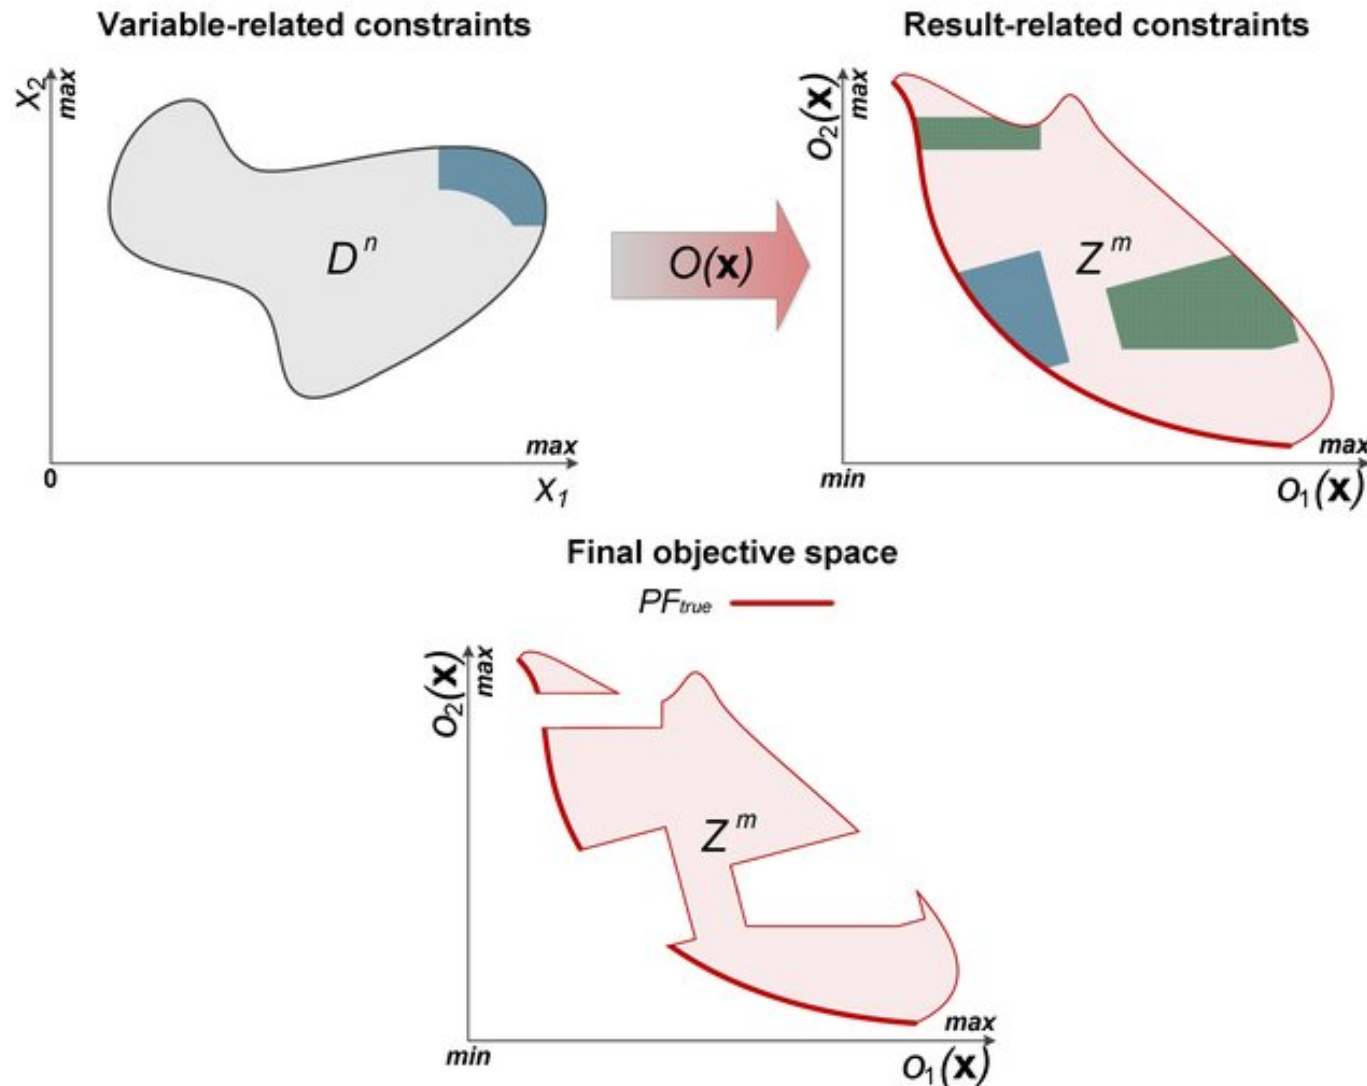 Variable-related constraints
Result-related constraints
x₂
max
Dⁿ
0
max
x₁
O(x)
o₂(x)
max
Zᵐ
min
max
o₁(x)
Final objective space
PFtrue
o₂(x)
max
Zᵐ
min
max
o₁(x)